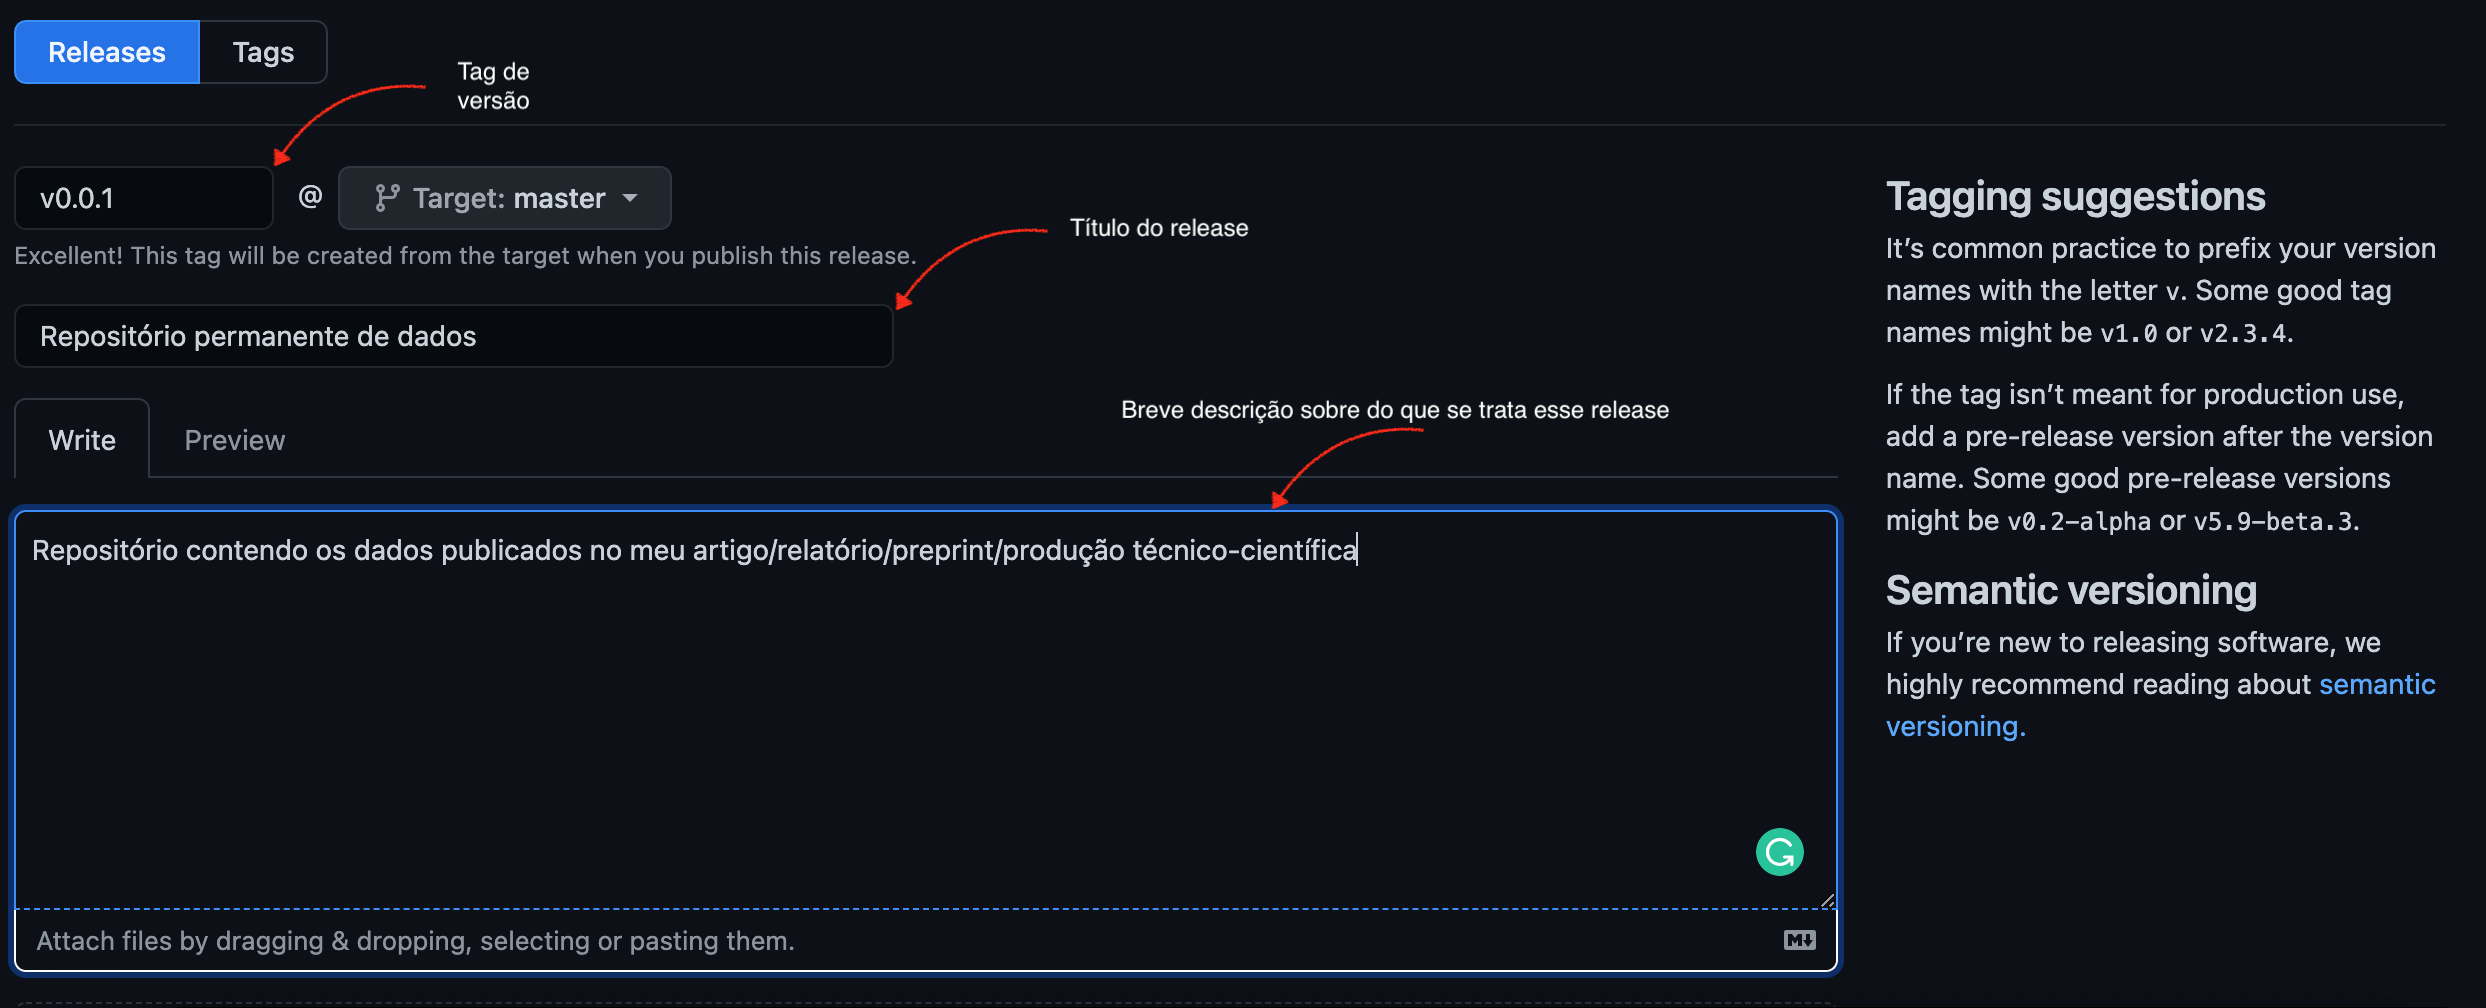 Releases Tags
Tag de
versão
v0.0.1 @ Target: master
Excellent! This tag will be created from the target when you publish this release.
Título do release
Repositório permanente de dados
Write Preview
Breve descrição sobre do que se trata esse release
Repositório contendo os dados publicados no meu artigo/relatório/preprint/produção técnico-científica
Attach files by dragging & dropping, selecting or pasting them.
Tagging suggestions
It’s common practice to prefix your version
names with the letter v. Some good tag
names might be v1.0 or v2.3.4.
If the tag isn’t meant for production use,
add a pre-release version after the version
name. Some good pre-release versions
might be v0.2-alpha or v5.9-beta.3.
Semantic versioning
If you’re new to releasing software, we
highly recommend reading about semantic
versioning.